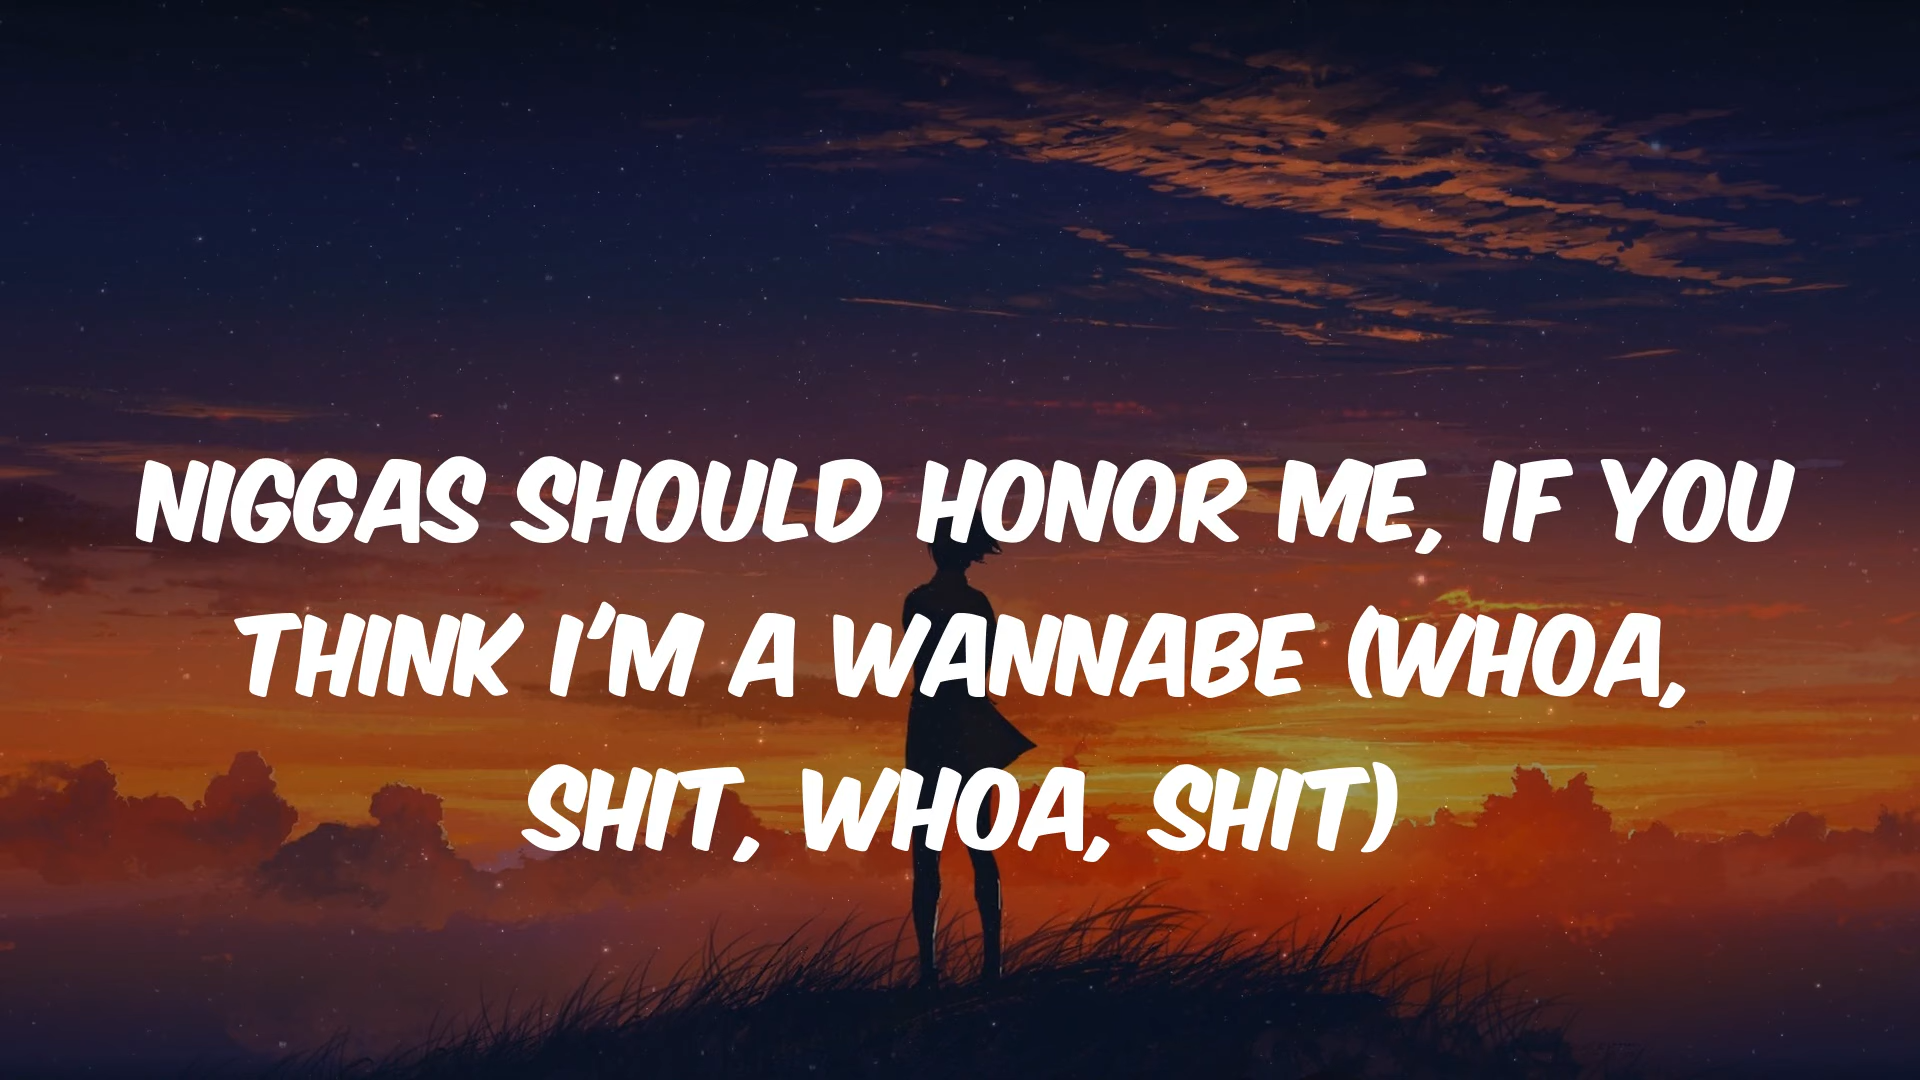 NIGGAS SHOULD HONOR ME, IF YOU
THINK I'M A WANNABE (WHOA,
SHIT, WHOA, SHIT)